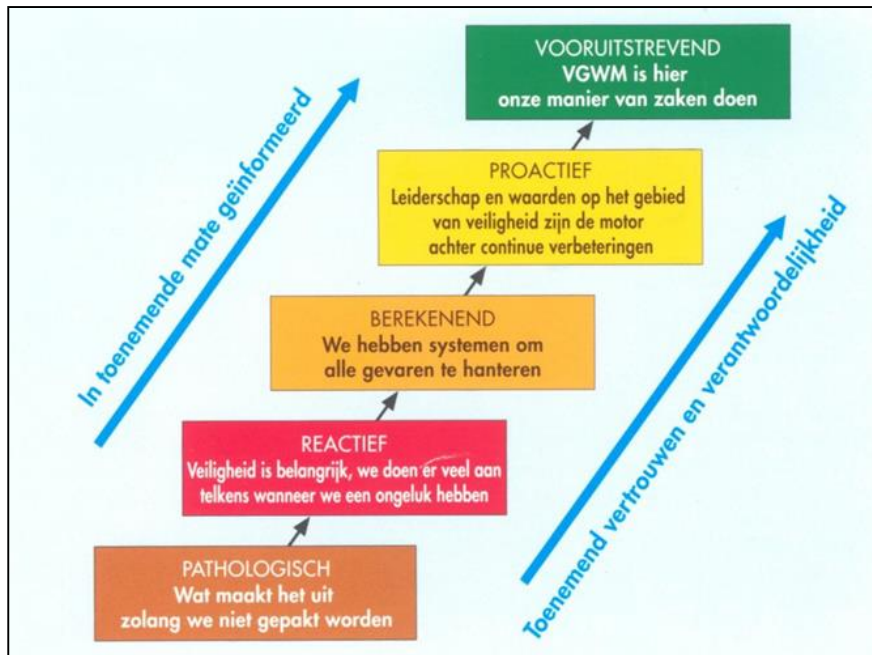 VOORUITSTREVEND
VGWM is hier
onze manier van zaken doen
In toenemende mate geïnformeerd
PROACTIEF
Leiderschap en waarden op het gebied
van veiligheid zijn de motor
achter continue verbeteringen
Toenemend vertrouwen en verantwoordelijkheid
BEREKENEND
We hebben systemen om
alle gevaren te hanteren
REACTIEF
Veiligheid is belangrijk, we doen er veel aan
telkens wanneer we een ongeluk hebben
PATHOLOGISCH
Wat maakt het uit
zolang we niet gepakt worden